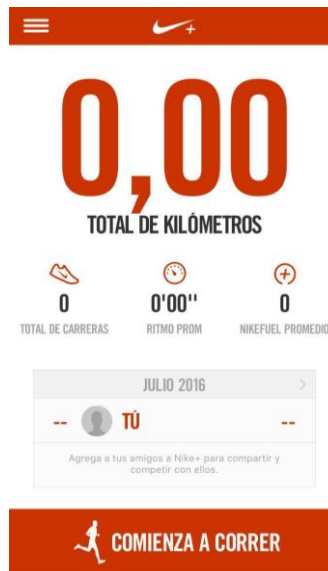 0,00
TOTAL DE KILÓMETROS
0 0'00'' 0
TOTAL DE CARRERAS RITMO PROM NIKEFUEL PROMEDIO
JULIO 2016
-- TÚ --
Agrega a tus amigos a Nike+ para compartir y
competir con ellos.
COMIENZA A CORRER